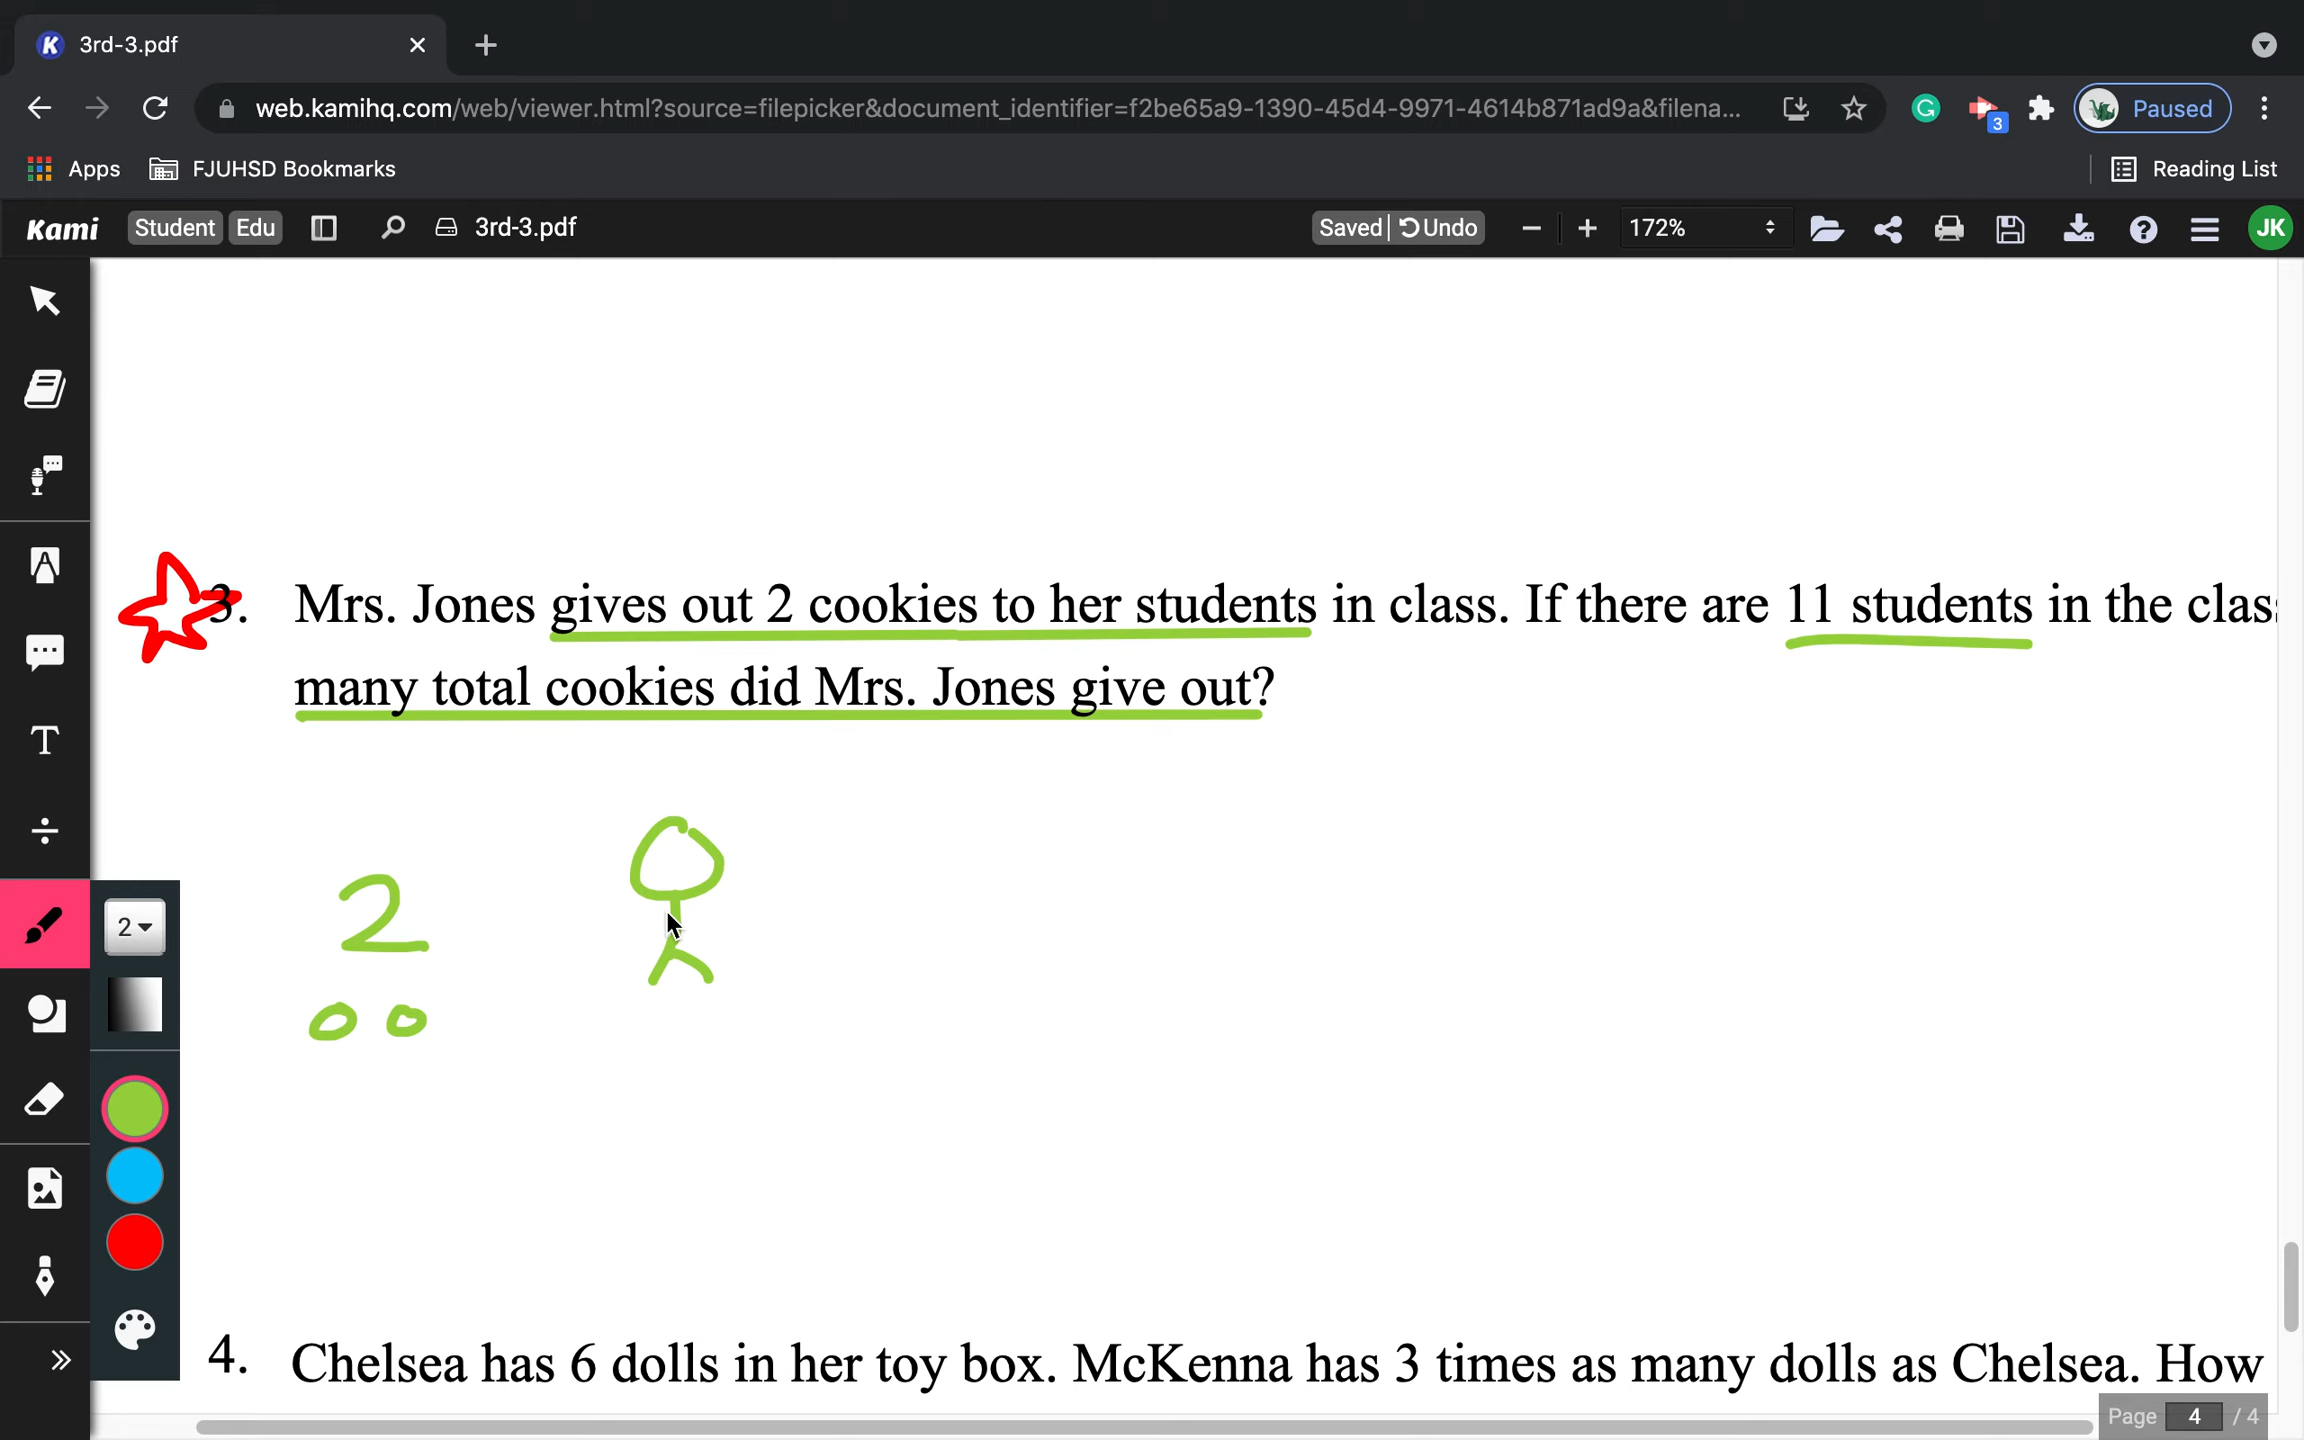 3rd-3.pdf
web.kamihq.com/web/viewer.html?source=filepicker&document_identifier=f2be65a9-1390-45d4-9971-4614b871ad9a&filena...
G
3
Paused
Apps
FJUHSD Bookmarks
Reading List
Kami
Student
Edu
3rd-3.pdf
Saved
Undo
172%
JK
3. Mrs. Jones gives out 2 cookies to her students in class. If there are 11 students in the clas
many total cookies did Mrs. Jones give out?
T
2
2
4. Chelsea has 6 dolls in her toy box. McKenna has 3 times as many dolls as Chelsea. How
Page 4 / 4